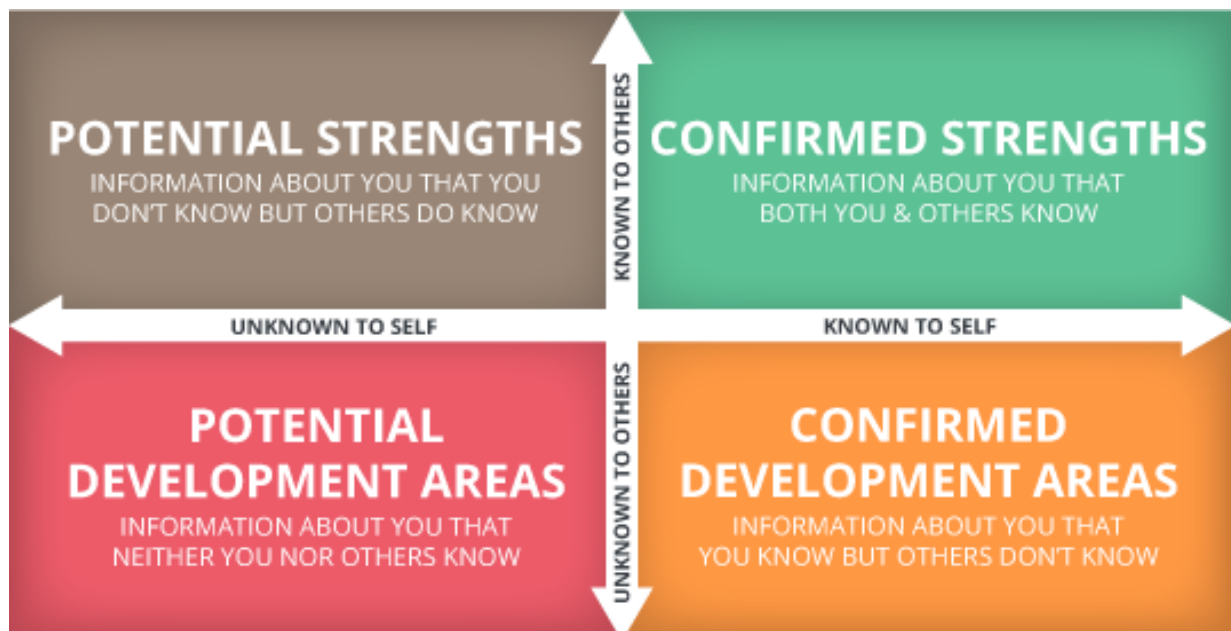 POTENTIAL STRENGTHS
INFORMATION ABOUT YOU THAT YOU
DON'T KNOW BUT OTHERS DO KNOW
KNOWN TO OTHERS
CONFIRMED STRENGTHS
INFORMATION ABOUT YOU THAT
BOTH YOU & OTHERS KNOW
UNKNOWN TO SELF
KNOWN TO SELF
POTENTIAL
DEVELOPMENT AREAS
INFORMATION ABOUT YOU THAT
NEITHER YOU NOR OTHERS KNOW
UNKNOWN TO OTHERS
CONFIRMED
DEVELOPMENT AREAS
INFORMATION ABOUT YOU THAT
YOU KNOW BUT OTHERS DON'T KNOW